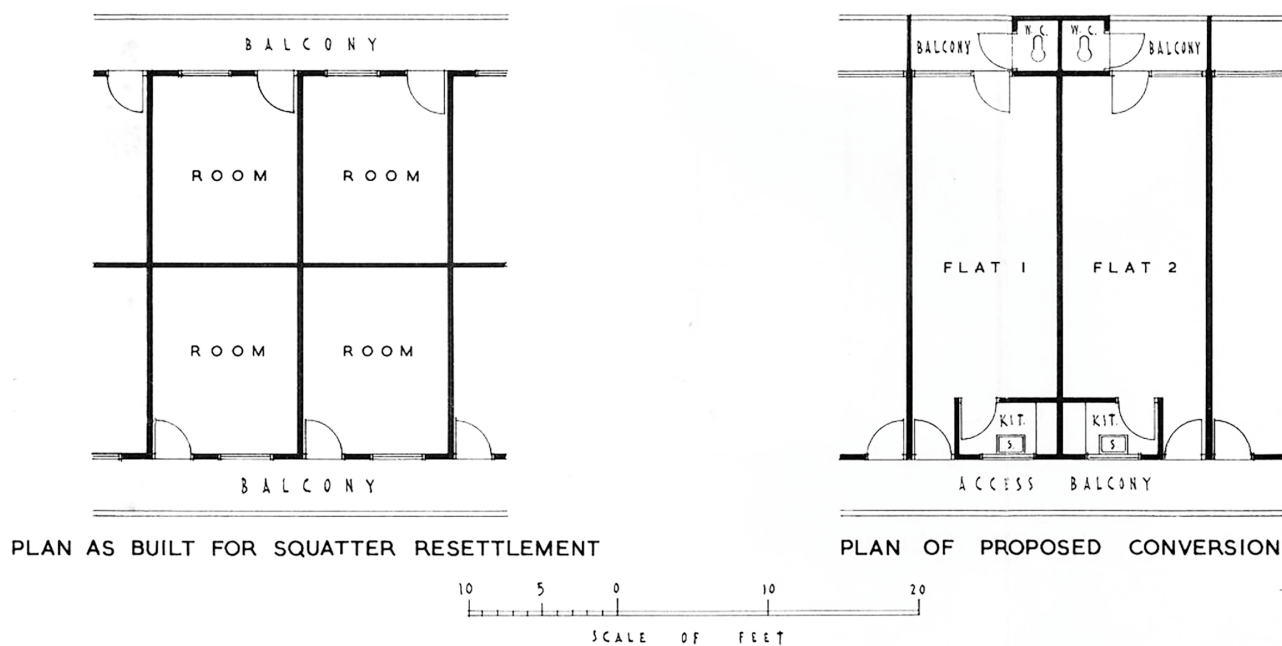 BALCONY
ROOM ROOM
ROOM ROOM
BALCONY
PLAN AS BUILT FOR SQUATTER RESETTLEMENT
W.C. W.C.
BALCONY BALCONY
FLAT 1 FLAT 2
KIT. KIT.
S. S
ACCESS BALCONY
PLAN OF PROPOSED CONVERSION
10 5 0 10 20
SCALE OF FEET